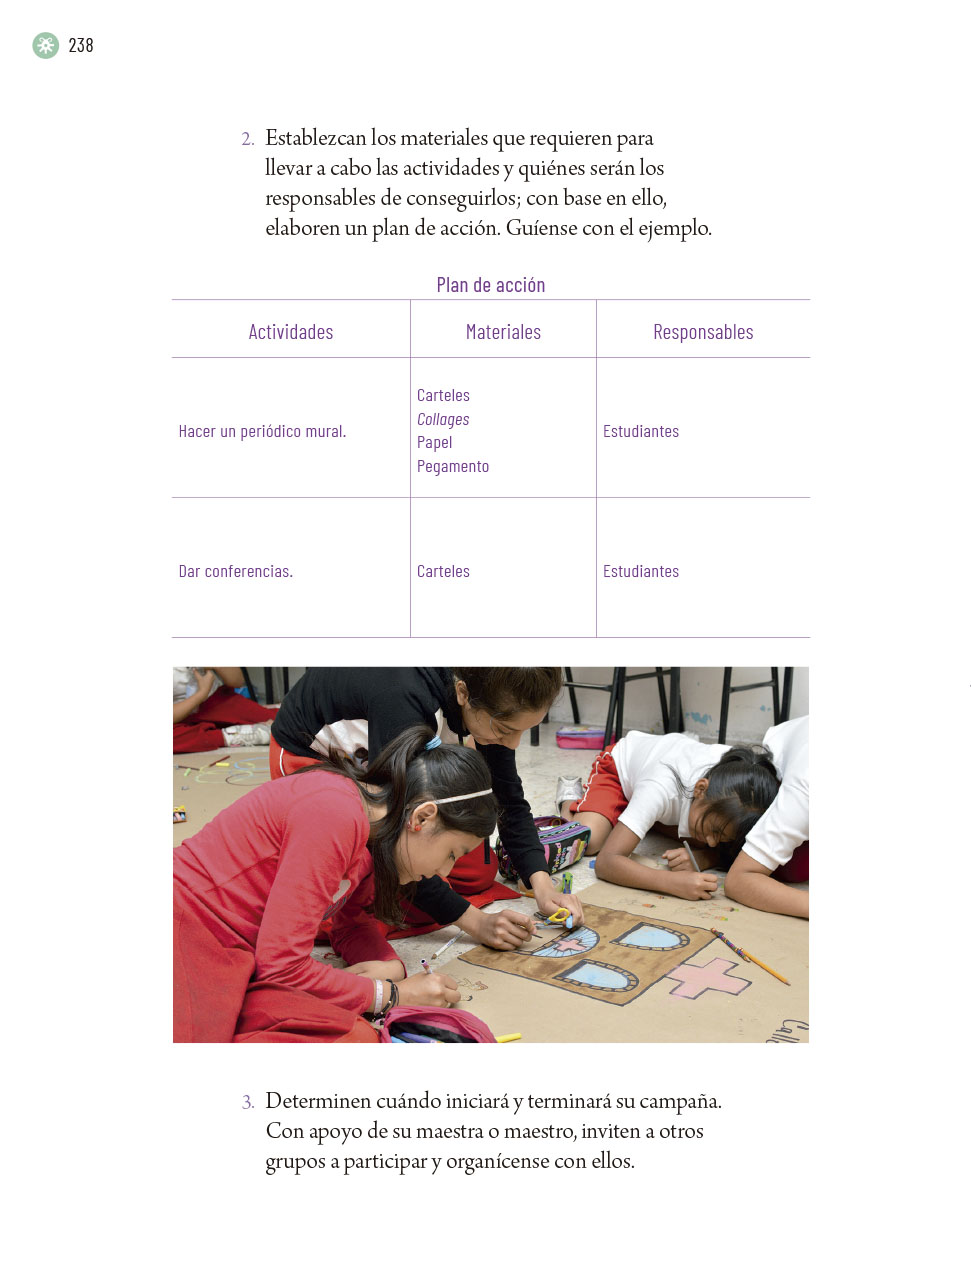 238
2. Establezcan los materiales que requieren para
llevar a cabo las actividades y quiénes serán los
responsables de conseguirlos; con base en ello,
elaboren un plan de acción. Guíense con el ejemplo.
Plan de acción
Actividades Materiales Responsables
Hacer un periódico mural.
Carteles
Collages
Papel
Pegamento
Estudiantes
Dar conferencias. Carteles Estudiantes
Calle
3. Determinen cuándo iniciará y terminará su campaña.
Con apoyo de su maestra o maestro, inviten a otros
grupos a participar y organícense con ellos.